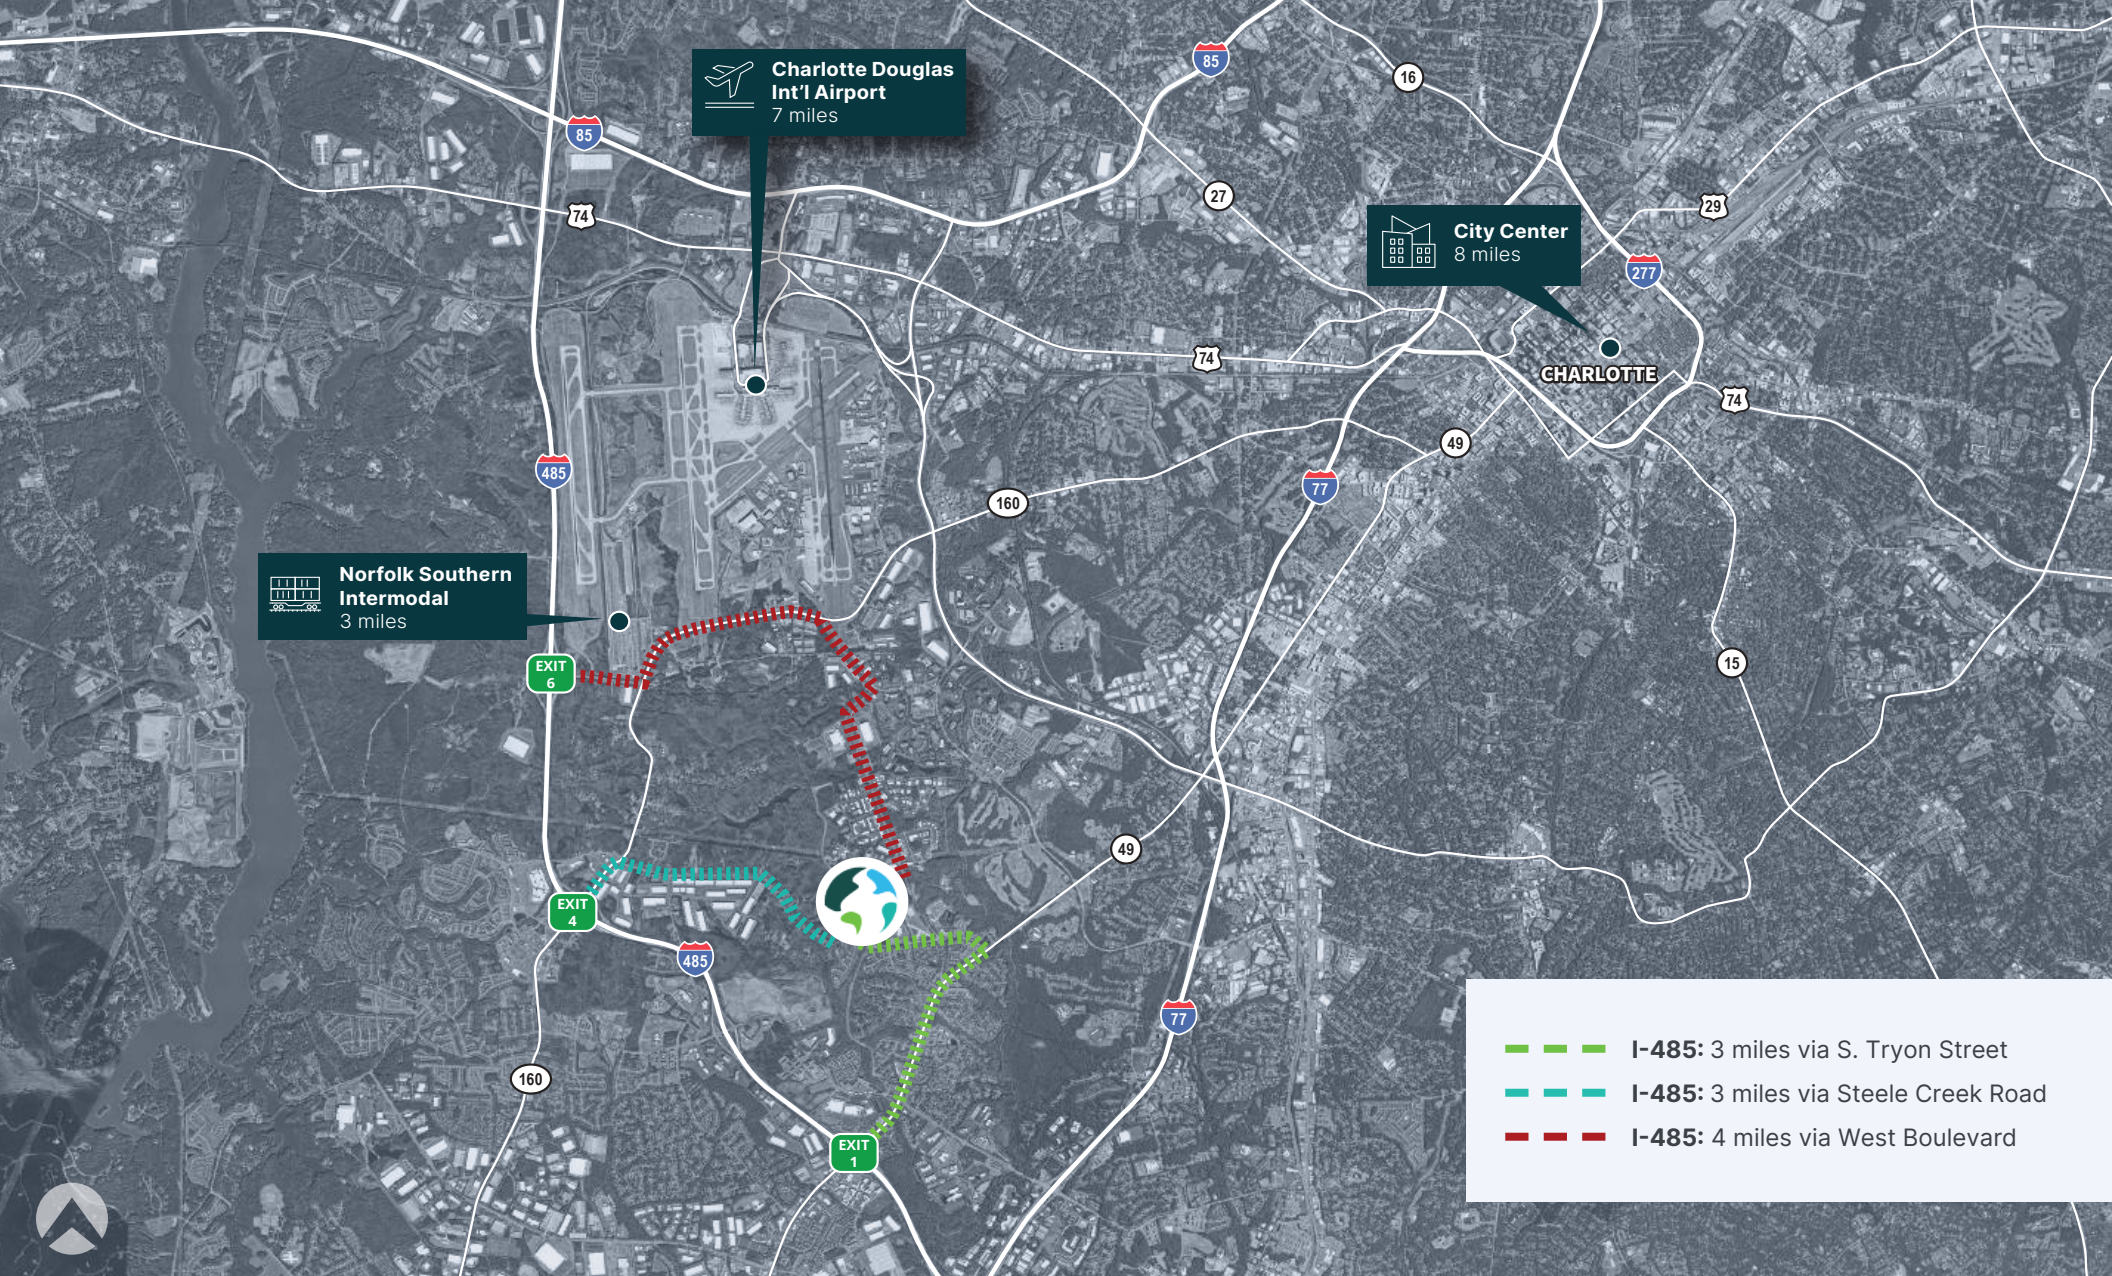 Charlotte Douglas
Int'l Airport
7 miles
85
16
85
27
74
29
City Center
8 miles
277
74
CHARLOTTE
74
49
485
77
160
Norfolk Southern
Intermodal
3 miles
EXIT
6
15
49
EXIT
4
485
77
160
EXIT
1
I-485: 3 miles via S. Tryon Street
I-485: 3 miles via Steele Creek Road
I-485: 4 miles via West Boulevard